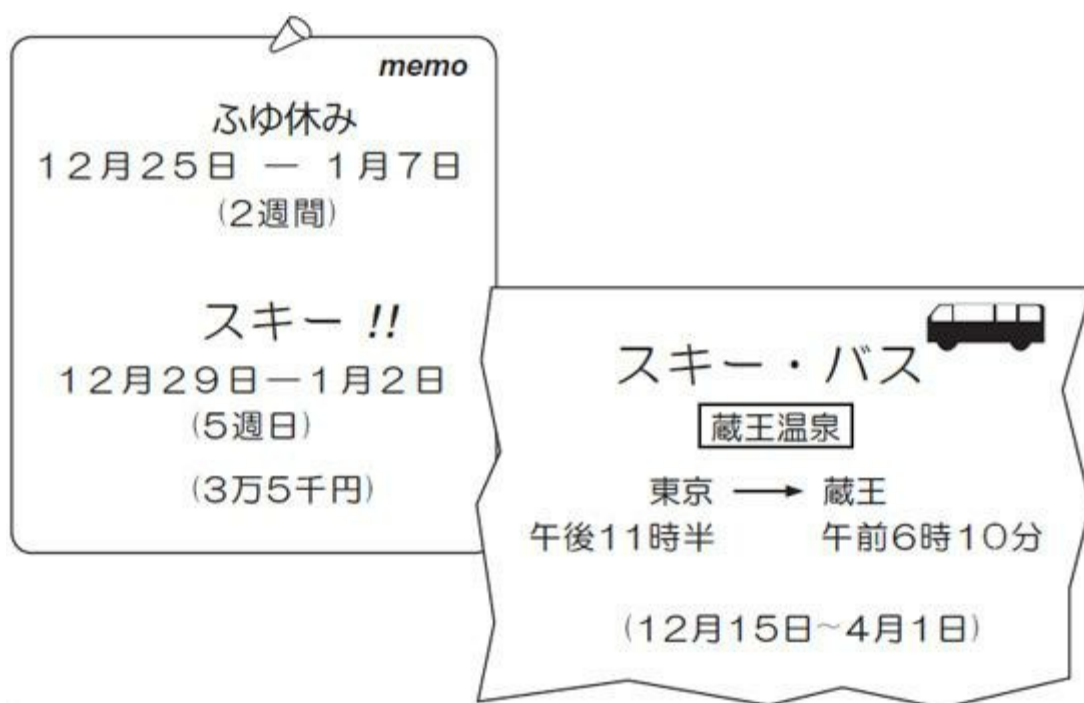 memo
ふゆ休み
12月25日 ― 1月7日
(2週間)
スキー !!
12月29日―1月2日
(5週日)
(3万5千円)
スキー・バス
蔵王温泉
東京 → 蔵王
午後11時半 午前6時10分
(12月15日~4月1日)